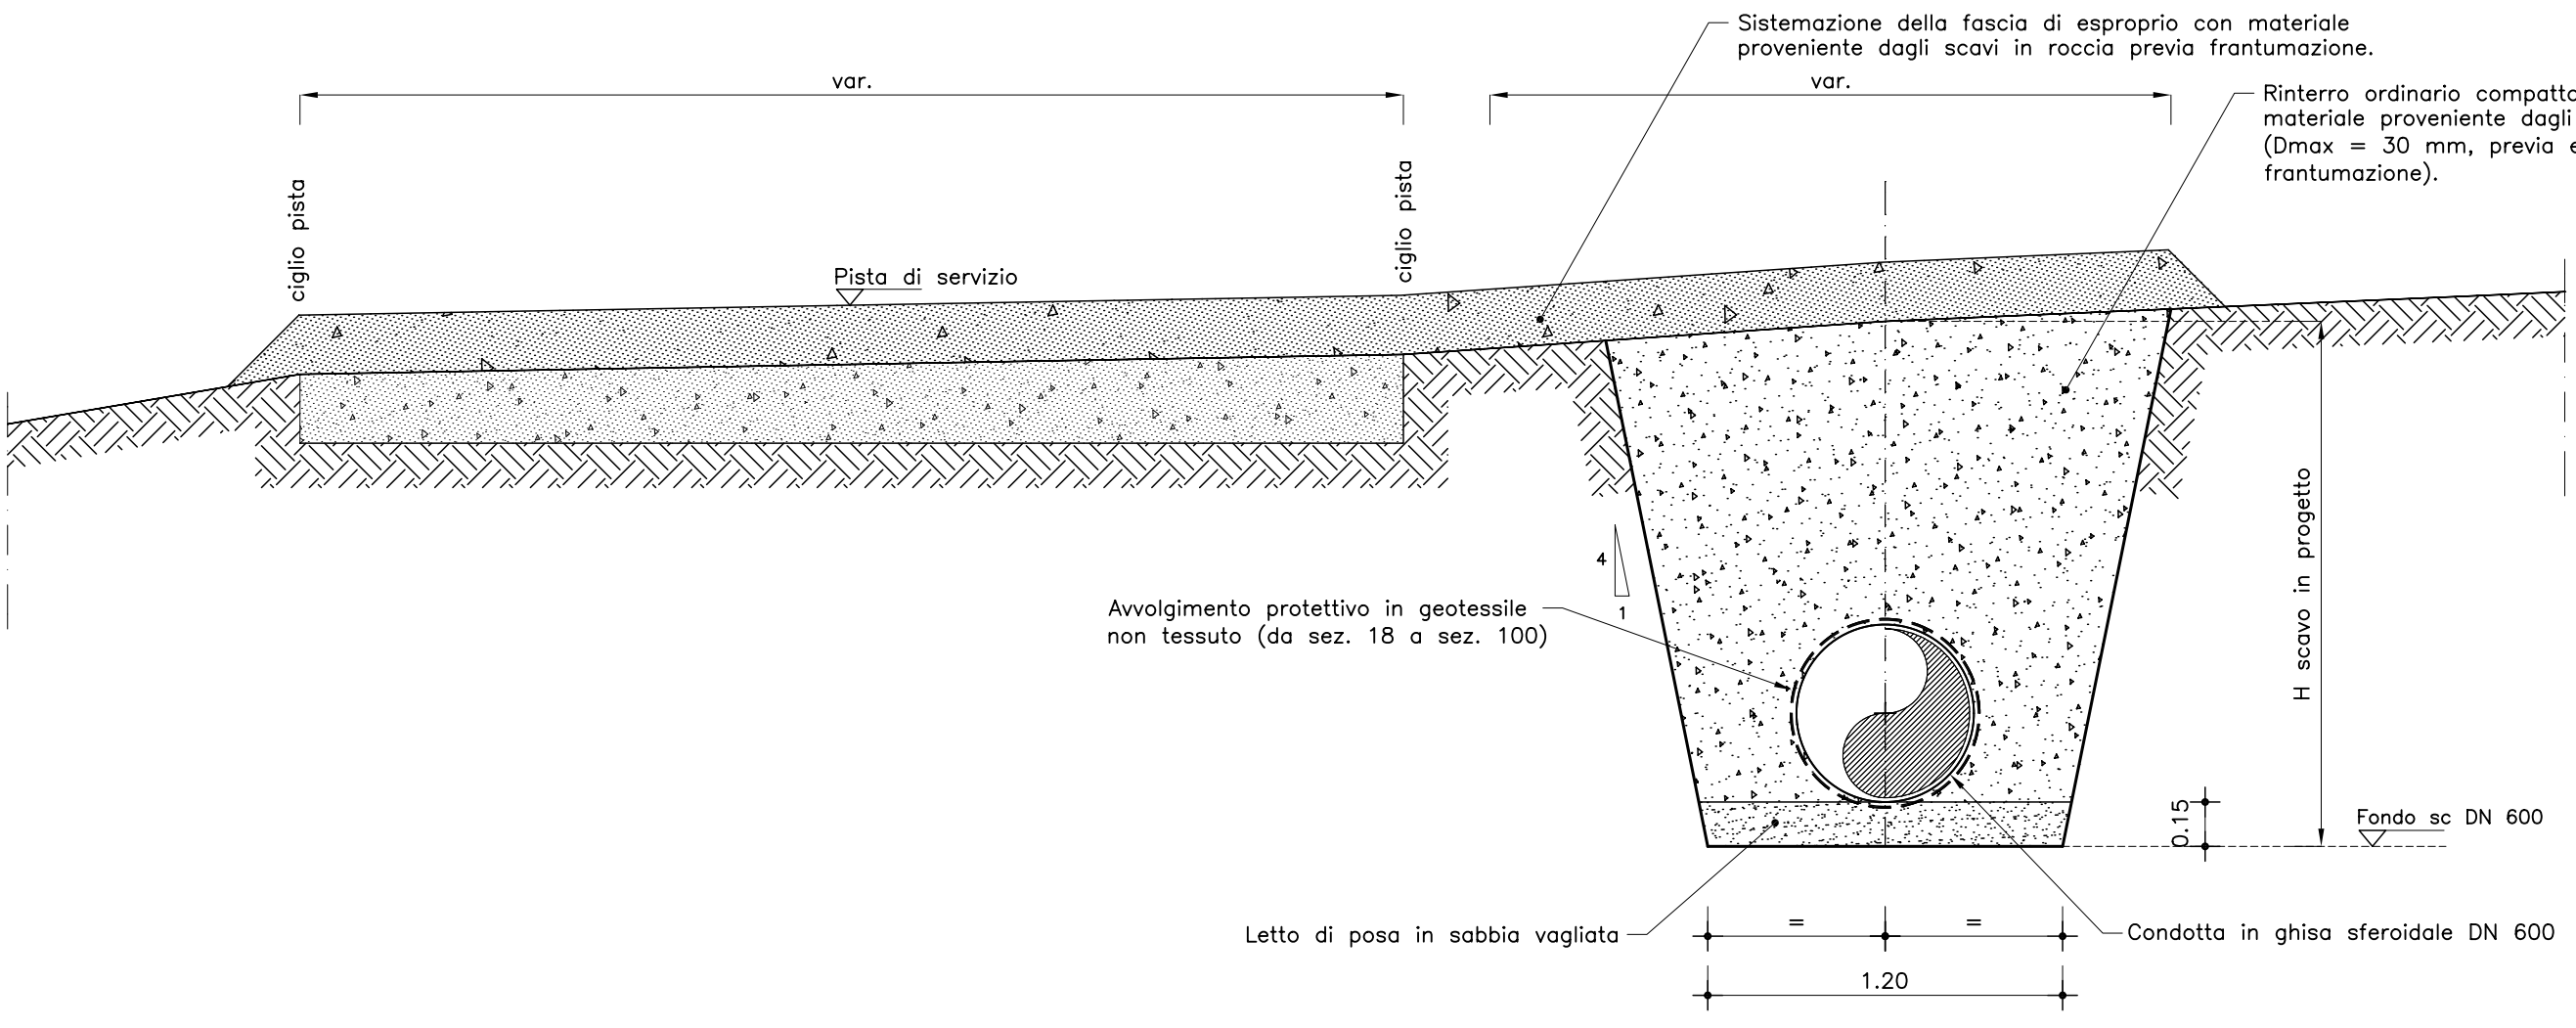 Sistemazione della fascia di esproprio con materiale
proveniente dagli scavi in roccia previa frantumazione.
var.
var.
Rinterro ordinario
materiale proveniente dagli
(Dmax = 30 mm, previa
frantumazione).
ciglio pista
ciglio pista
Pista di servizio
H scavo in progetto
4
1
Avvolgimento protettivo in geotessile
non tessuto (da sez. 18 a sez. 100)
0.15
Fondo sc DN 600
Letto di posa in sabbia vagliata
=
=
Condotta in ghisa sferoidale DN 600
1.20